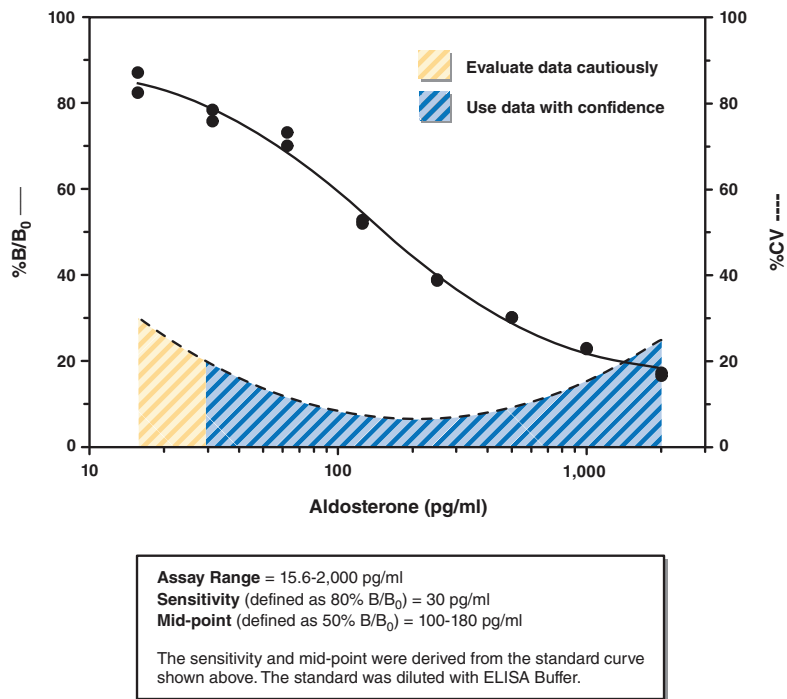 100
80
60
40
20
0
%B/B0 ——
Evaluate data cautiously
Use data with confidence
100
80
60
40
20
0
%CV ----
10
100
1,000
Aldosterone (pg/ml)
Assay Range = 15.6-2,000 pg/ml
Sensitivity (defined as 80% B/B0) = 30 pg/ml
Mid-point (defined as 50% B/B0) = 100-180 pg/ml
The sensitivity and mid-point were derived from the standard curve
shown above. The standard was diluted with ELISA Buffer.